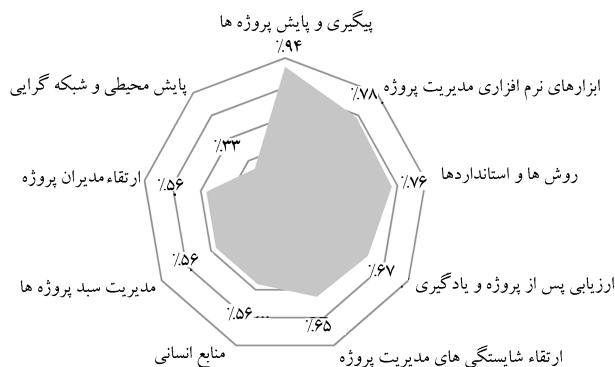 پیگیری و پایش پروژه ها
٪۹۴
ابزارهای نرم افزاری مدیریت پروژه
٪۷۸
روش ها و استانداردها
٪۷۶
ارزیابی پس از پروژه و یادگیری
٪۶۷
ارتقاء شایستگی های مدیریت پروژه
٪۶۵
منابع انسانی
٪۵۶
مدیریت سبد پروژه ها
٪۵۶
ارتقاء مدیران پروژه
٪۵۶
پایش محیطی و شبکه گرایی
٪۳۳